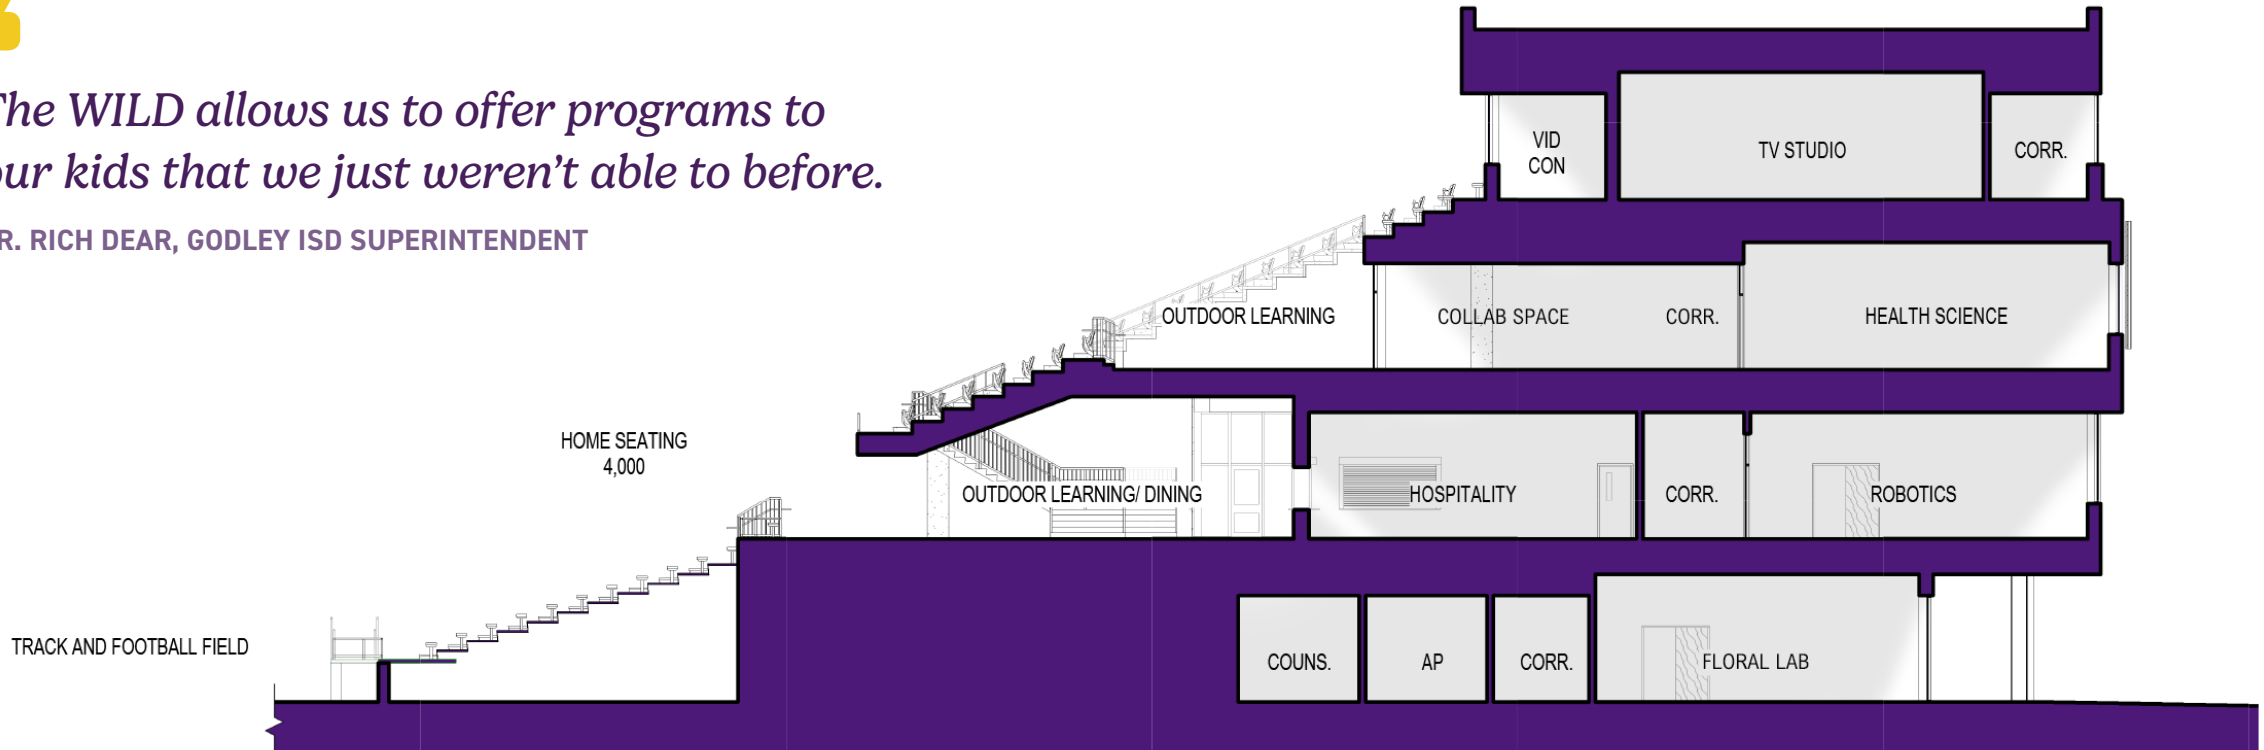 The WILD allows us to offer programs to
our kids that we just weren't able to before.
R. RICH DEAR, GODLEY ISD SUPERINTENDENT
VID
CON
TV STUDIO
CORR.
OUTDOOR LEARNING
COLLAB SPACE
CORR.
HEALTH SCIENCE
HOME SEATING
4,000
OUTDOOR LEARNING/ DINING
HOSPITALITY
CORR.
ROBOTICS
TRACK AND FOOTBALL FIELD
COUNS.
AP
CORR.
FLORAL LAB